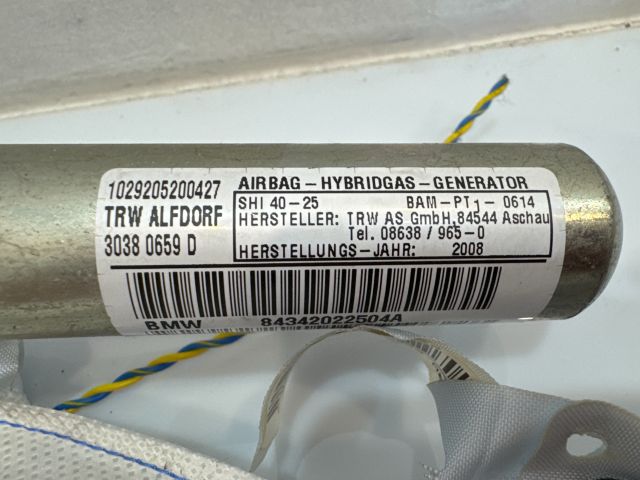 1029205200427
TRW ALFDORF
3038 0659 D
AIRBAG-HYBRIDGAS-GENERATOR
SHI 40-25 BAM-PT1-0614
HERSTELLER: TRW AS GmbH,84544 Aschau
Tel. 08638 / 965-0
HERSTELLUNGS-JAHR: 2008
BMW 84342022504A